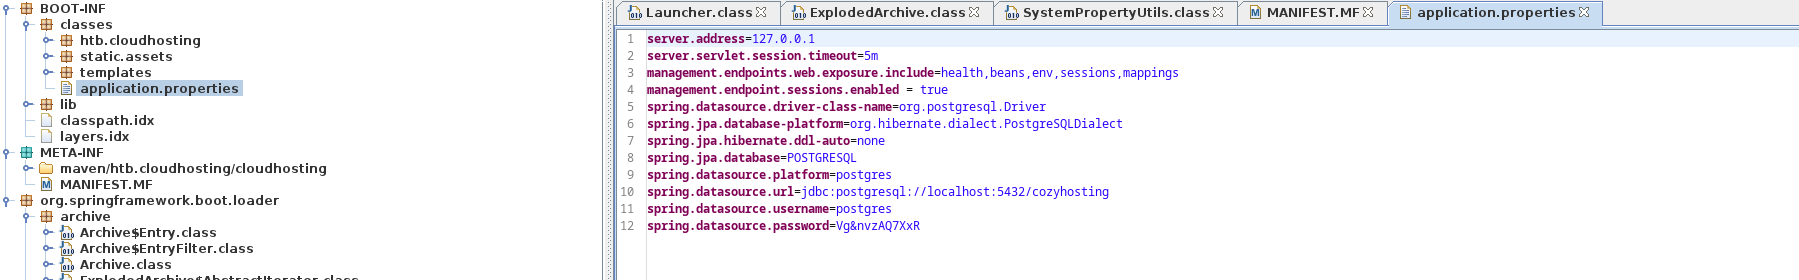 BOOT-INF
classes
htb.cloudhosting
static.assets
templates
application.properties
lib
classpath.idx
layers.idx
META-INF
maven/htb.cloudhosting/cloudhosting
MANIFEST.MF
org.springframework.boot.loader
archive
Archive$Entry.class
Archive$EntryFilter.class
Archive.class
ExplodedArchive$AbstractIterator.class
Launcher.class ExplodedArchive.class SystemPropertyUtils.class MANIFEST.MF application.properties
1 server.address=127.0.0.1
2 server.servlet.session.timeout=5m
3 management.endpoints.web.exposure.include=health,beans,env,sessions,mappings
4 management.endpoint.sessions.enabled = true
5 spring.datasource.driver-class-name=org.postgresql.Driver
6 spring.jpa.database-platform=org.hibernate.dialect.PostgreSQLDialect
7 spring.jpa.hibernate.ddl-auto=none
8 spring.jpa.database=POSTGRESQL
9 spring.datasource.platform=postgres
10 spring.datasource.url=jdbc:postgresql://localhost:5432/cozyhosting
11 spring.datasource.username=postgres
12 spring.datasource.password=Vg&nvzAQ7XxR